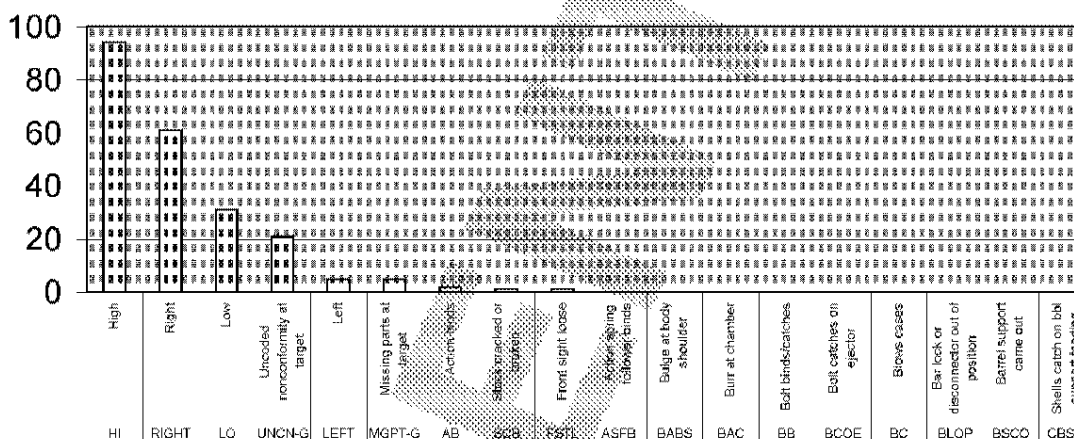 100
80
60
40
20
0
High
Right
Low
Uncoded
nonconformity at
target
Left
Missing parts at
target
Action binds
Stock cracked or
broken
Front sight loose
Action spring
follower binds
Bulge at body
shoulder
Burr at chamber
Bolt binds/catches
Bolt catches on
ejector
Blows cases
Bar lock or
disconnector out of
position
Barrel support
came out
Shells catch on bbl
HI RIGHT LO UNCN-G LEFT MGPT-G AB SCB FSTL ASFB BABS BAC BB BCOE BC BLOP BSCO CBS